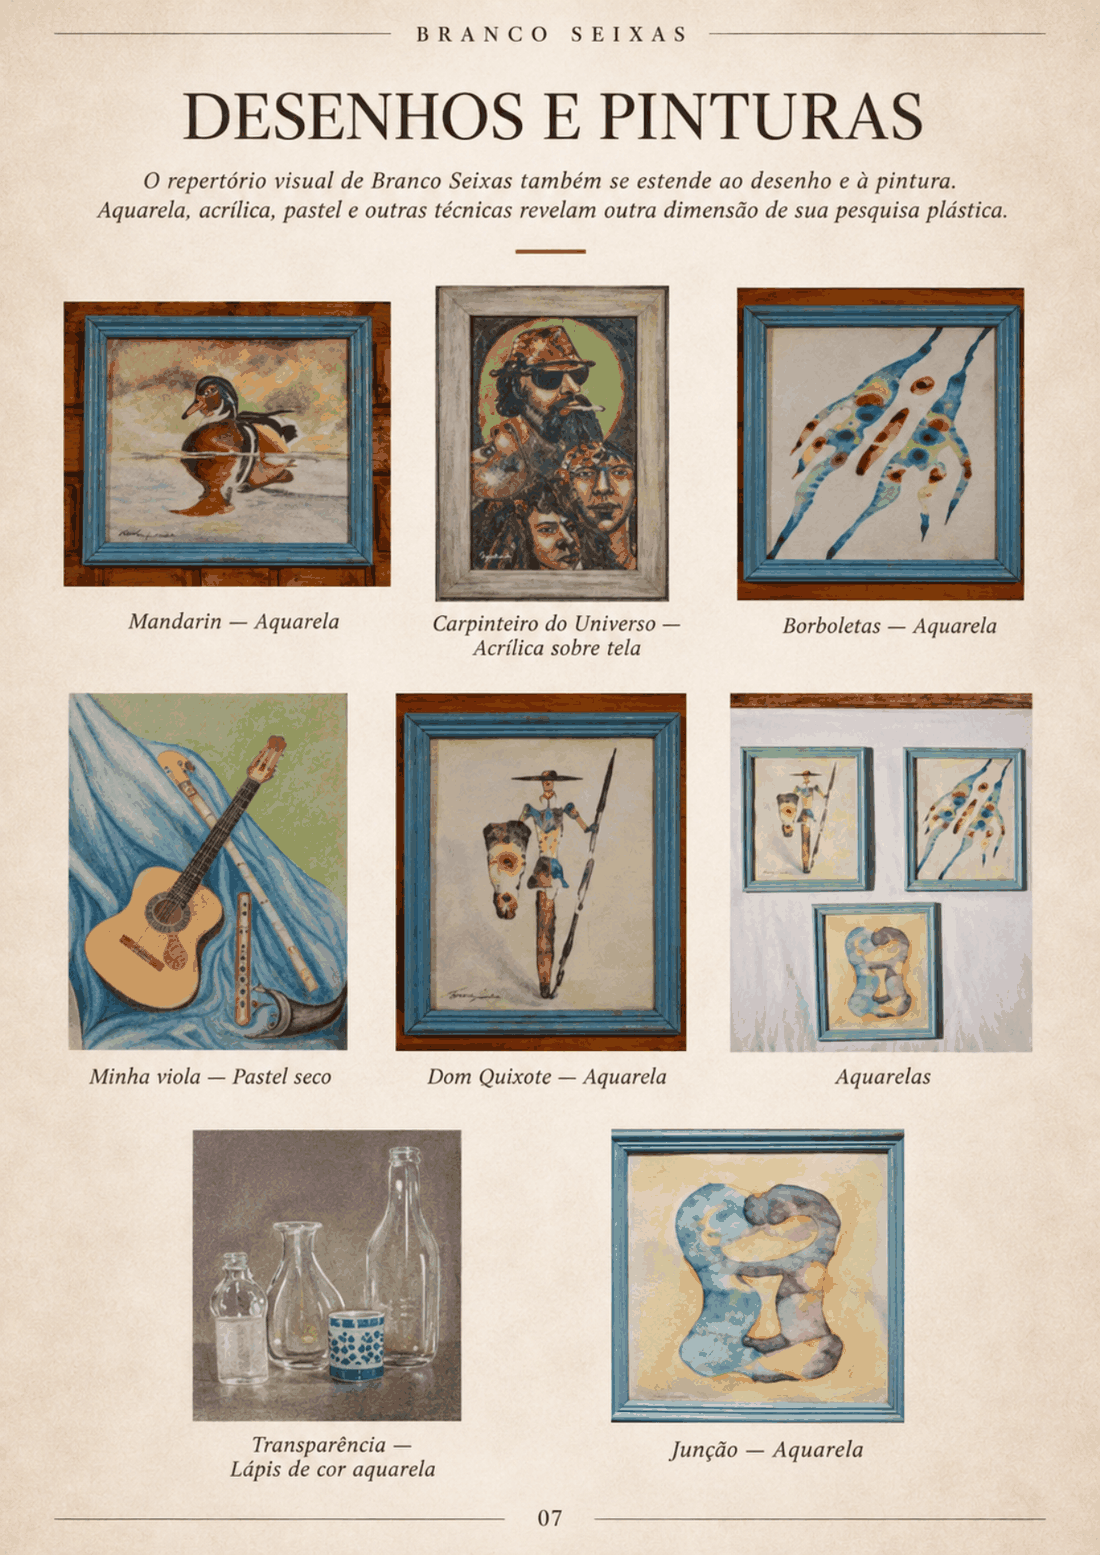 BRANCO SEIXAS
DESENHOS E PINTURAS
O repertório visual de Branco Seixas também se estende ao desenho e à pintura.
Aquarela, acrílica, pastel e outras técnicas revelam outra dimensão de sua pesquisa plástica.
Mandarin — Aquarela
Carpinteiro do Universo —
Acrílica sobre tela
Borboletas — Aquarela
Minha viola — Pastel seco
Dom Quixote — Aquarela
Aquarelas
Transparência —
Lápis de cor aquarela
Junção — Aquarela
07